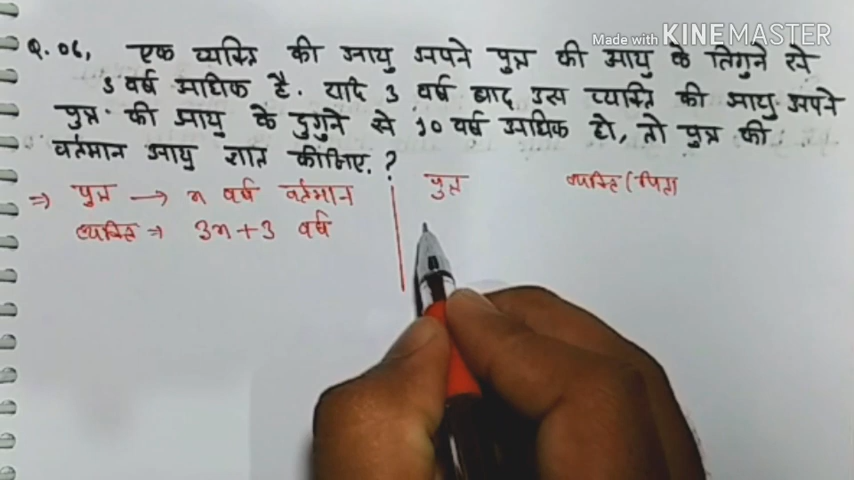 Made with KINEMASTER
Q. 06. एक व्यक्ति की आयु अपने पुत्र की आयु के तिगुने से
3 वर्ष अधिक है. यदि 3 वर्ष बाद उस व्यक्ति की आयु अपने
पुत्र की आयु के दुगुने से 10 वर्ष अधिक हो, तो पुत्र की
वर्तमान आयु ज्ञात कीजिए. ?
⇒ पुत्र → x वर्ष वर्तमान
व्यक्ति ⇒ 3x+3 वर्ष
पुत्र व्यक्ति (पिता